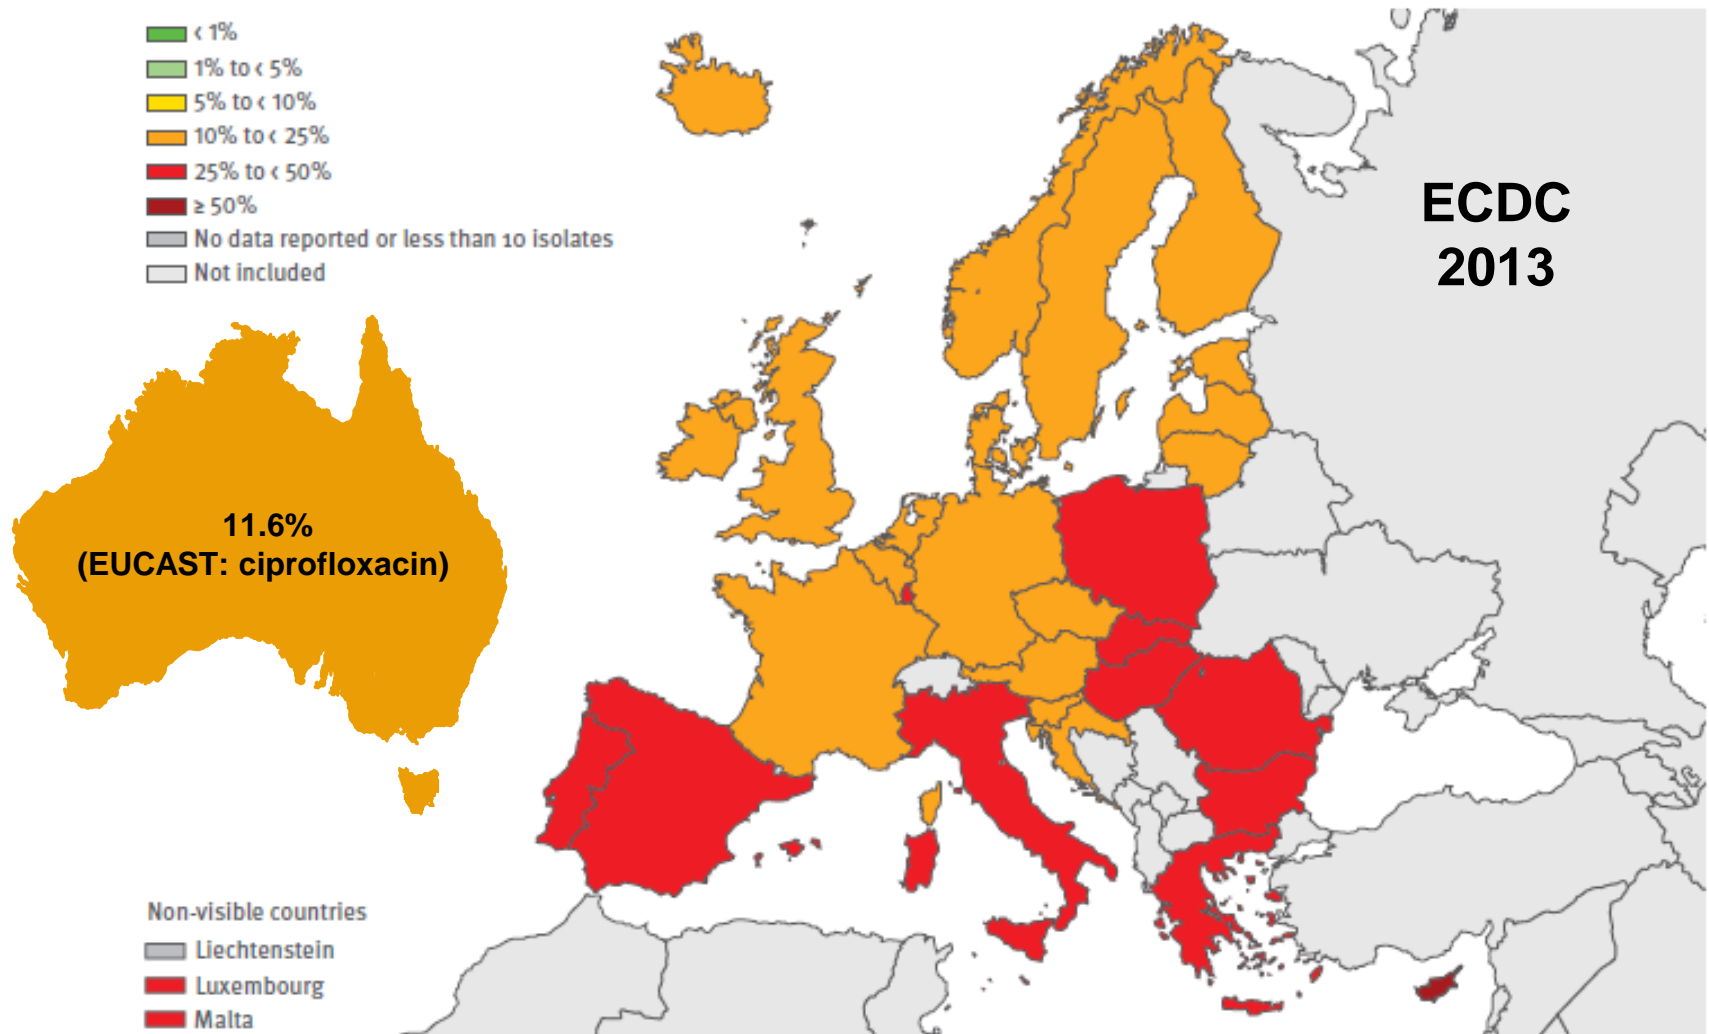 < 1%
1% to < 5%
5% to < 10%
10% to < 25%
25% to < 50%
≥ 50%
No data reported or less than 10 isolates
Not included
ECDC
2013
11.6%
(EUCAST: ciprofloxacin)
Non-visible countries
Liechtenstein
Luxembourg
Malta